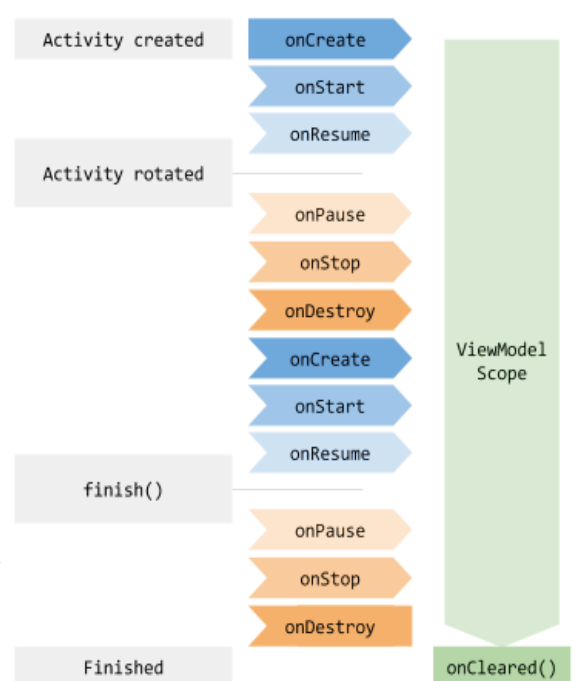 Activity created
onCreate
onStart
onResume
Activity rotated
onPause
onStop
onDestroy
onCreate
ViewModel
Scope
onStart
onResume
finish()
onPause
onStop
onDestroy
Finished
onCleared()